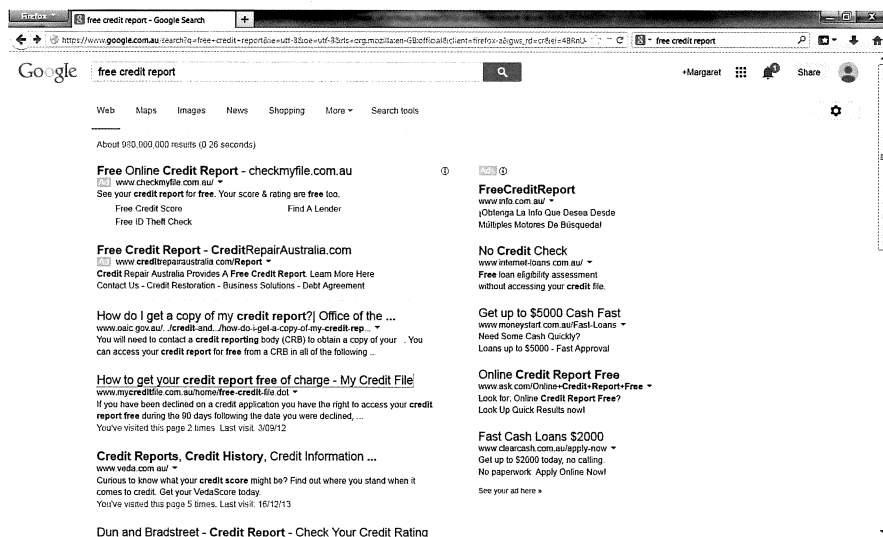 Firefox
free credit report - Google Search
https://www.google.com.au/search?q=free+credit+report&ie=utf-8&oe=utf-8&rls=org.mozilla:en-GB:official&client=firefox-a&gws_rd=cr&ei=4BRnU-
free credit report
Google
free credit report
+Margaret
Share
Web Maps Images News Shopping More Search tools
About 980,000,000 results (0.26 seconds)
Free Online Credit Report - checkmyfile.com.au
Ad www.checkmyfile.com.au/
See your credit report for free. Your score & rating are free too.
Free Credit Score Find A Lender
Free ID Theft Check
Free Credit Report - CreditRepairAustralia.com
Ad www.creditrepairaustralia.com/Report
Credit Repair Australia Provides A Free Credit Report. Learn More Here
Contact Us - Credit Restoration - Business Solutions - Debt Agreement
How do I get a copy of my credit report?| Office of the ...
www.oaic.gov.au/.../credit-and.../how-do-i-get-a-copy-of-my-credit-rep...
You will need to contact a credit reporting body (CRB) to obtain a copy of your . You
can access your credit report for free from a CRB in all of the following ...
How to get your credit report free of charge - My Credit File
www.mycreditfile.com.au/home/free-credit-file.dot
If you have been declined on a credit application you have the right to access your credit
report free during the 90 days following the date you were declined, ...
You've visited this page 2 times. Last visit: 3/09/12
Credit Reports, Credit History, Credit Information ...
www.veda.com.au/
Curious to know what your credit score might be? Find out where you stand when it
comes to credit. Get your VedaScore today.
You've visited this page 5 times. Last visit: 16/12/13
Dun and Bradstreet - Credit Report - Check Your Credit Rating
Ads
FreeCreditReport
www.info.com.au/
¡Obtenga La Info Que Desea Desde
Múltiples Motores De Búsqueda!
No Credit Check
www.internet-loans.com.au/
Free loan eligibility assessment
without accessing your credit file.
Get up to $5000 Cash Fast
www.moneystart.com.au/Fast-Loans
Need Some Cash Quickly?
Loans up to $5000 - Fast Approval
Online Credit Report Free
www.ask.com/Online+Credit+Report+Free
Look for: Online Credit Report Free?
Look Up Quick Results now!
Fast Cash Loans $2000
www.clearcash.com.au/apply-now
Get up to $2000 today, no calling.
No paperwork. Apply Online Now!
See your ad here »